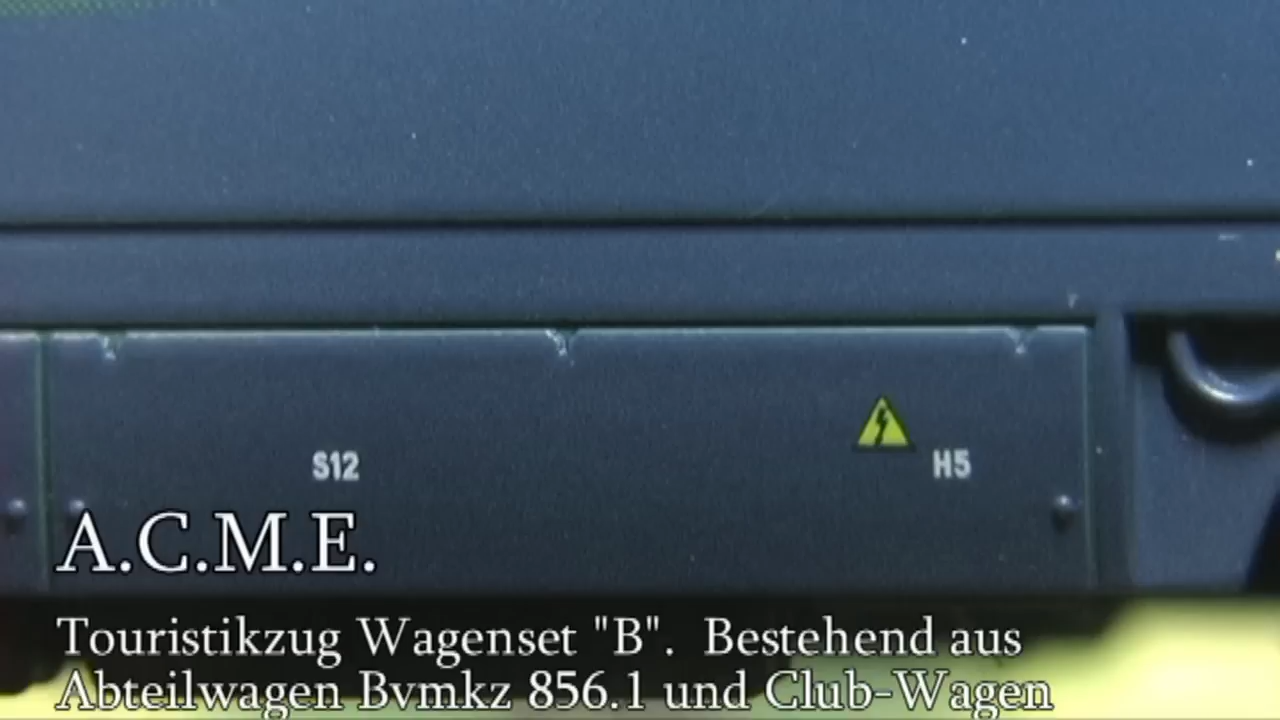 S12
H5
A.C.M.E.
Touristikzug Wagenset "B". Bestehend aus
Abteilwagen Bvmkz 856.1 und Club-Wagen